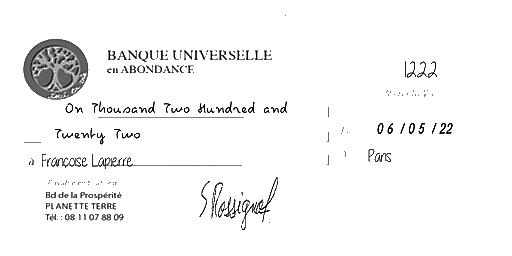 BANQUE UNIVERSELLE
en ABONDANCE
1222
On Thousand Two Hundred and
Twenty Two
06/05/22
à Françoise Lapierre
Paris
Bd de la Prospérité
PLANETTE TERRE
Tél. : 08 11 07 88 09
S Rossignol